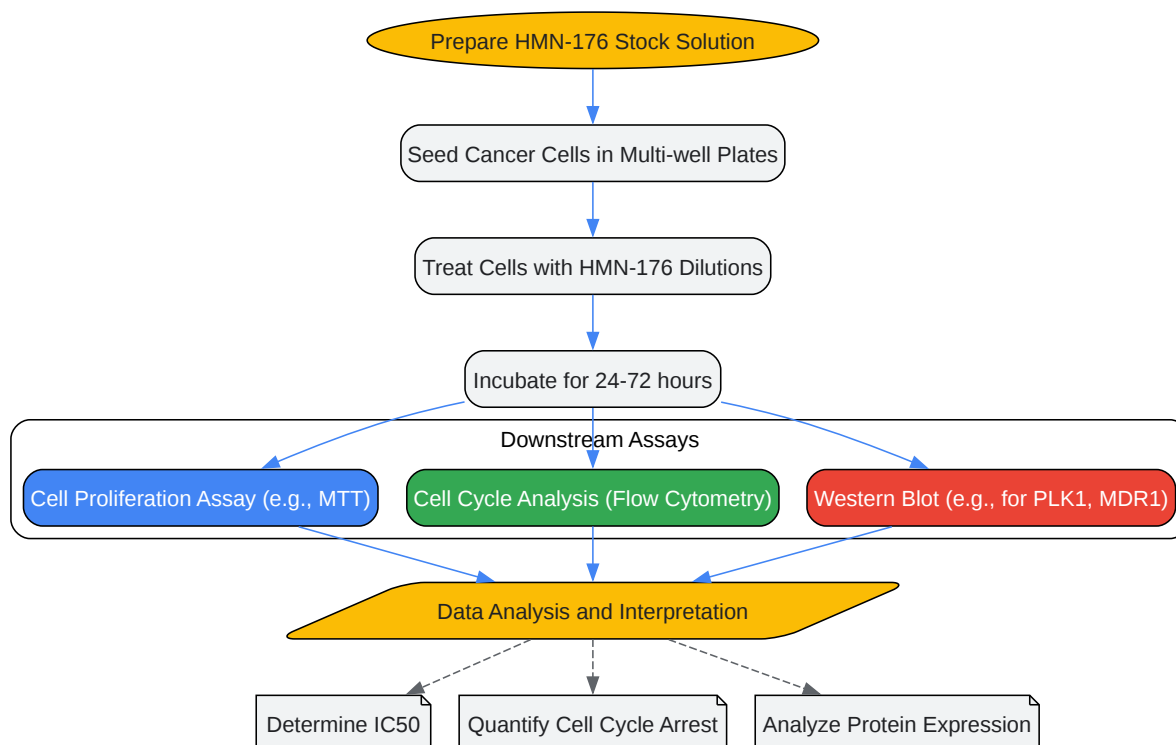 Prepare HMN-176 Stock Solution
Seed Cancer Cells in Multi-well Plates
Treat Cells with HMN-176 Dilutions
Incubate for 24-72 hours
Downstream Assays
Cell Proliferation Assay (e.g., MTT)
Cell Cycle Analysis (Flow Cytometry)
Western Blot (e.g., for PLK1, MDR1)
Data Analysis and Interpretation
Determine IC50
Quantify Cell Cycle Arrest
Analyze Protein Expression